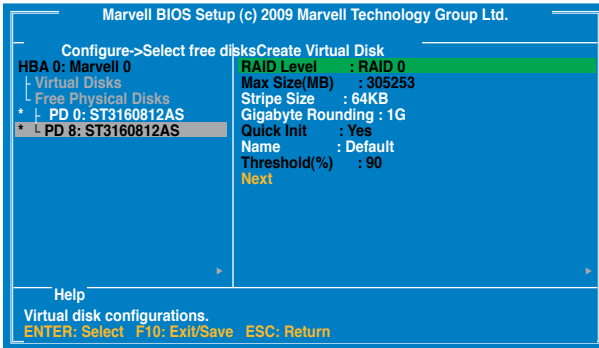 Marvell BIOS Setup (c) 2009 Marvell Technology Group Ltd.
Configure->Select free disksCreate Virtual Disk
HBA 0: Marvell 0
Virtual Disks
Free Physical Disks
* PD 0: ST3160812AS
* PD 8: ST3160812AS
RAID Level : RAID 0
Max Size(MB) : 305253
Stripe Size : 64KB
Gigabyte Rounding : 1G
Quick Init : Yes
Name : Default
Threshold(%) : 90
Next
Help
Virtual disk configurations.
ENTER: Select F10: Exit/Save ESC: Return